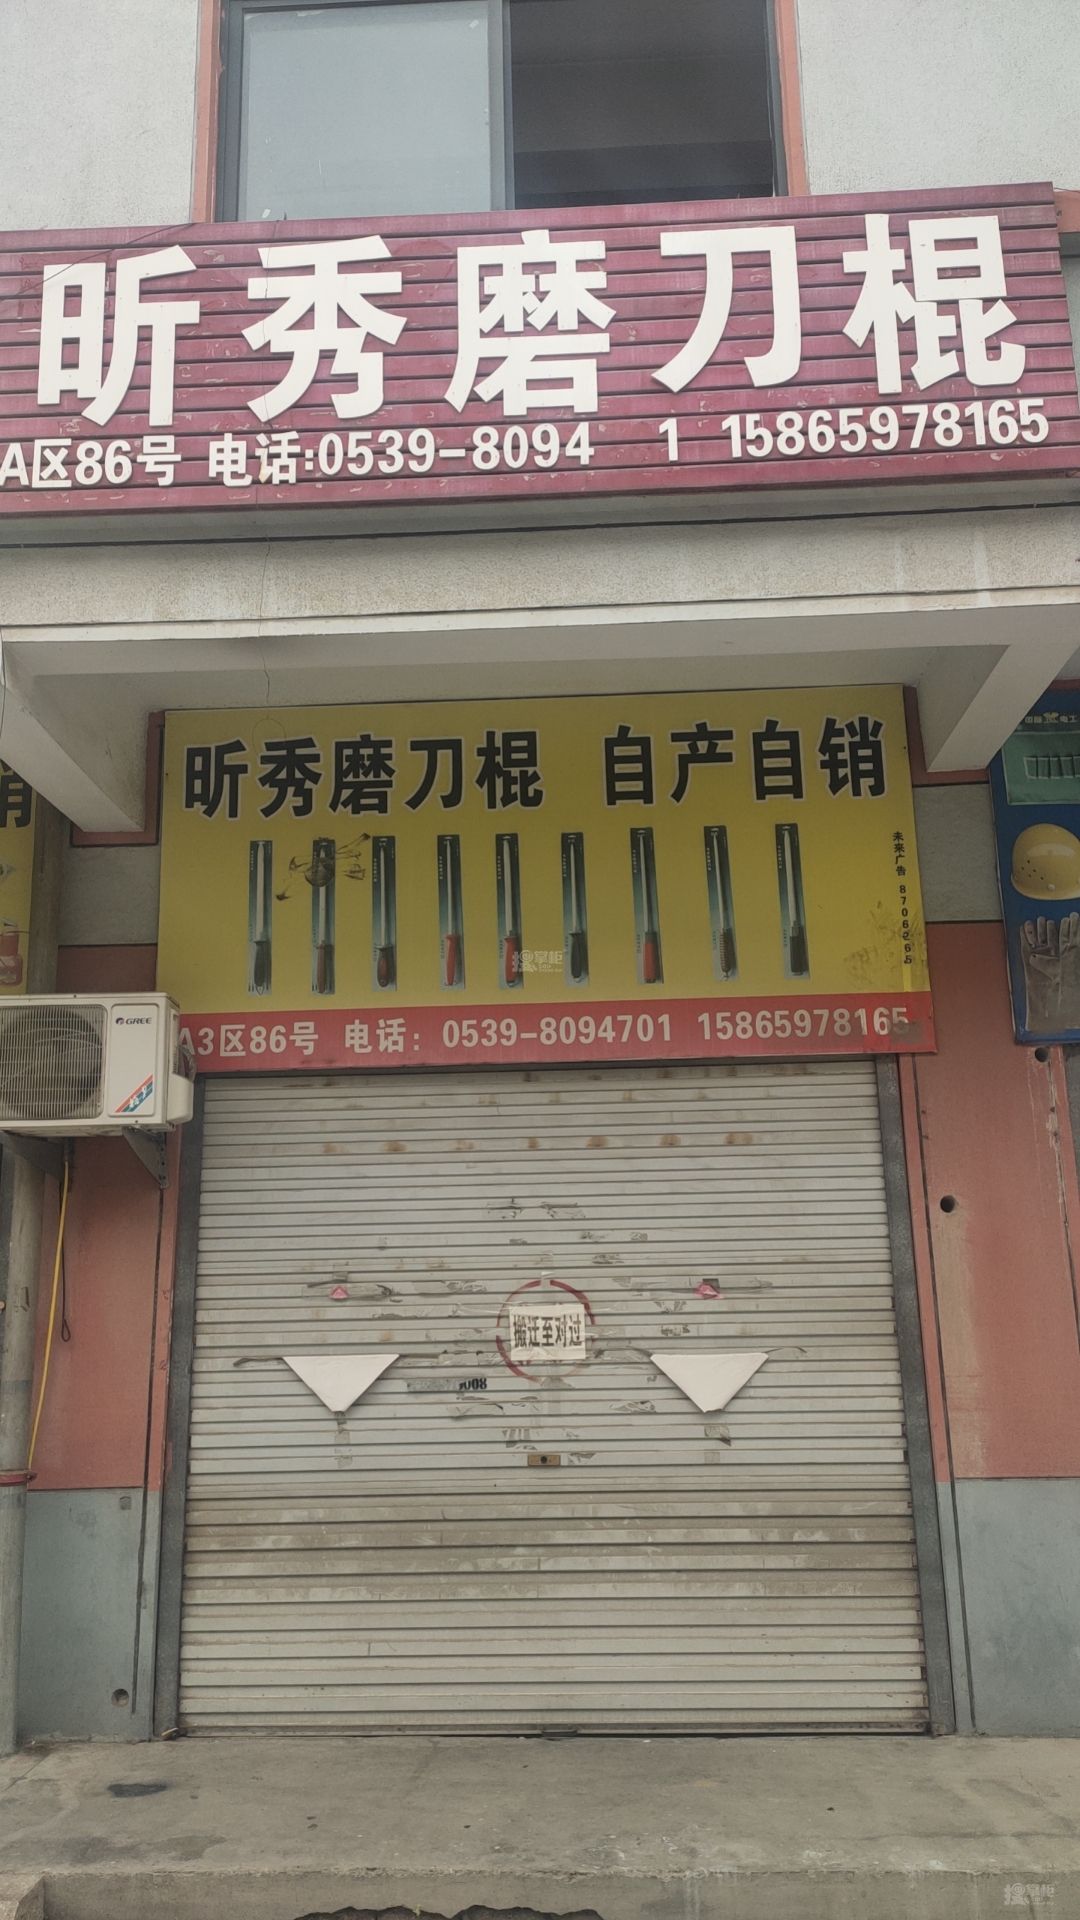 昕秀磨刀棍
A区86号 电话:0539-8094 1 15865978165
昕秀磨刀棍 自产自销
未来广告 8706265
A3区86号 电话: 0539-8094701 15865978165
GREE
搬迁至对过